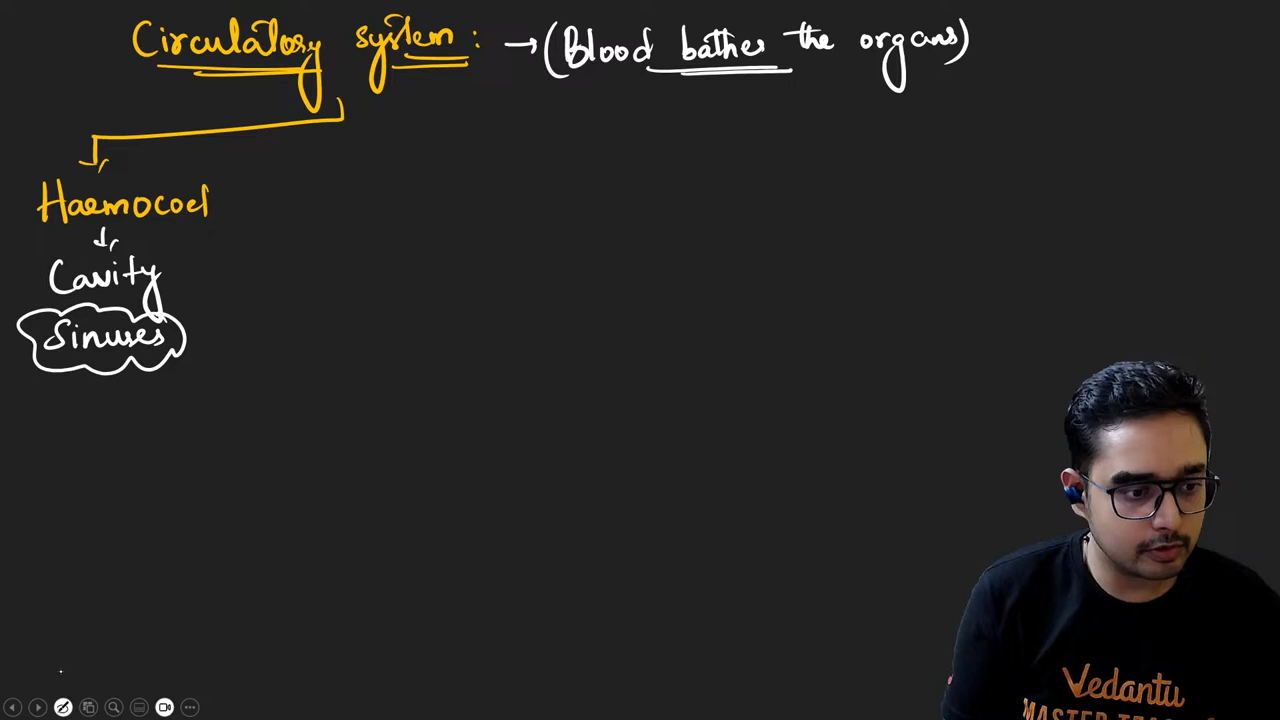 Circulatory system: → (Blood bathes the organs)
Haemocoel
Cavity
Sinuses
Vedantu
MASTER TEA